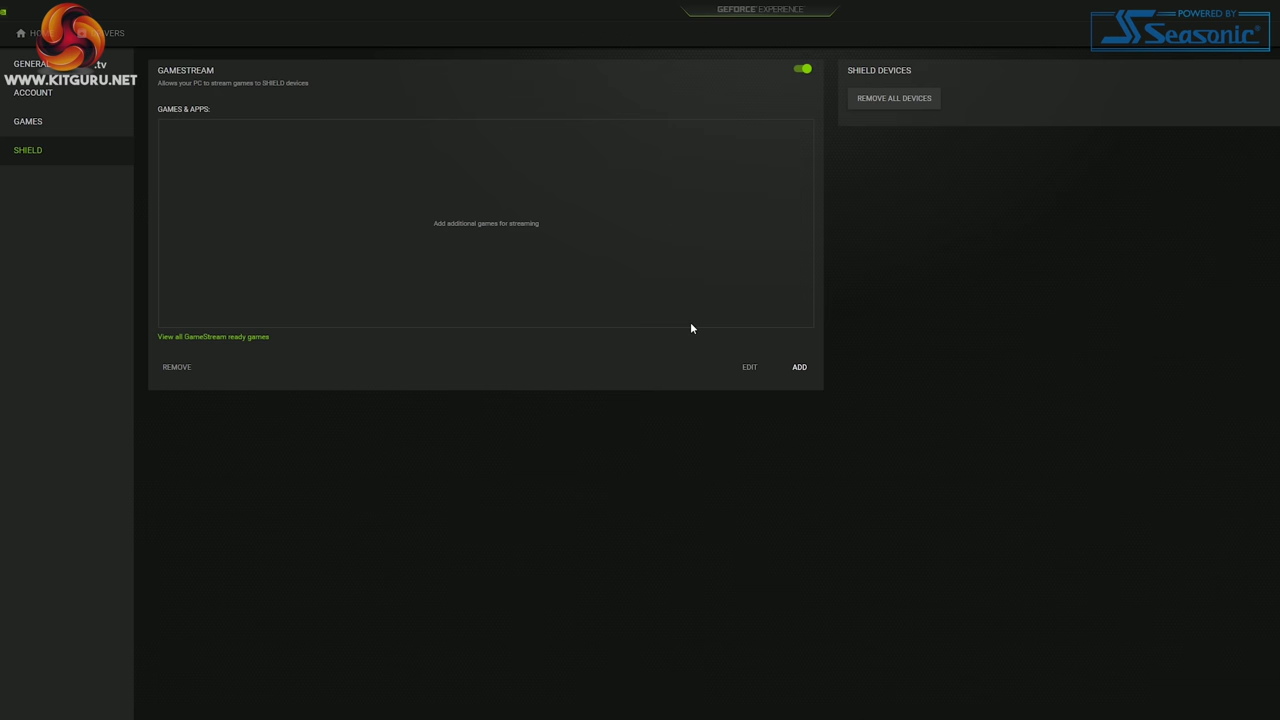 GEFORCE EXPERIENCE
POWERED BY
Seasonic
HOME
DRIVERS
.tv
WWW.KITGURU.NET
GENERAL
ACCOUNT
GAMES
SHIELD
GAMESTREAM
Allows your PC to stream games to SHIELD devices
GAMES & APPS:
Add additional games for streaming
View all GameStream ready games
REMOVE
EDIT
ADD
SHIELD DEVICES
REMOVE ALL DEVICES